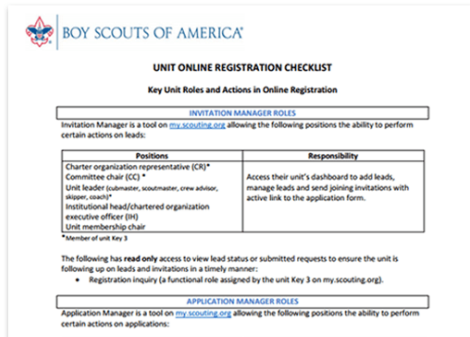 BOY SCOUTS OF AMERICA®
UNIT ONLINE REGISTRATION CHECKLIST
Key Unit Roles and Actions in Online Registration
INVITATION MANAGER ROLES
Invitation Manager is a tool on my.scouting.org allowing the following positions the ability to perform
certain actions on leads:
Positions
Responsibility
Charter organization representative (CR)*
Committee chair (CC) *
Unit leader (cubmaster, scoutmaster, crew advisor,
skipper, coach)*
Institutional head/chartered organization
executive officer (IH)
Unit membership chair
Access their unit's dashboard to add leads,
manage leads and send joining invitations with
active link to the application form.
*Member of unit Key 3
The following has read only access to view lead status or submitted requests to ensure the unit is
following up on leads and invitations in a timely manner:
• Registration inquiry (a functional role assigned by the unit Key 3 on my.scouting.org).
APPLICATION MANAGER ROLES
Application Manager is a tool on my.scouting.org allowing the following positions the ability to perform
certain actions on applications: